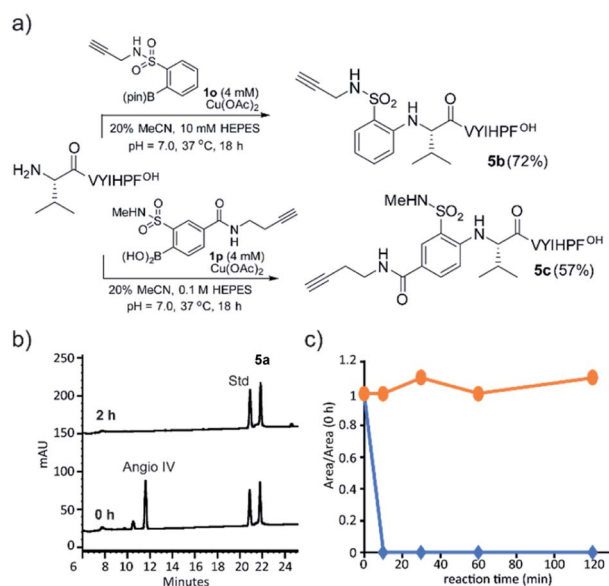 a)
O
N
H
S
O
(pin)B
1o (4 mM)
Cu(OAc)2
20% MeCN, 10 mM HEPES
pH = 7.0, 37 °C, 18 h
N
H
SO2
H
N
O
VYIHPF OH
5b (72%)
H2N
O
VYIHPF OH
O
O
MeHN S
O
N
H
(HO)2B
1p (4 mM)
Cu(OAc)2
20% MeCN, 0.1 M HEPES
pH = 7.0, 37 °C, 18 h
MeHN
SO2
H
N
O
VYIHPF OH
H
N
O
5c (57%)
b)
250
200
150
100
50
0
mAU
2 h
Std
5a
Angio IV
0 h
6 8 10 12 14 16 18 20 22 24
Minutes
c)
1.2
1
0.8
0.6
0.4
0.2
0
Area/Area (0 h)
0 30 60 90 120
reaction time (min)